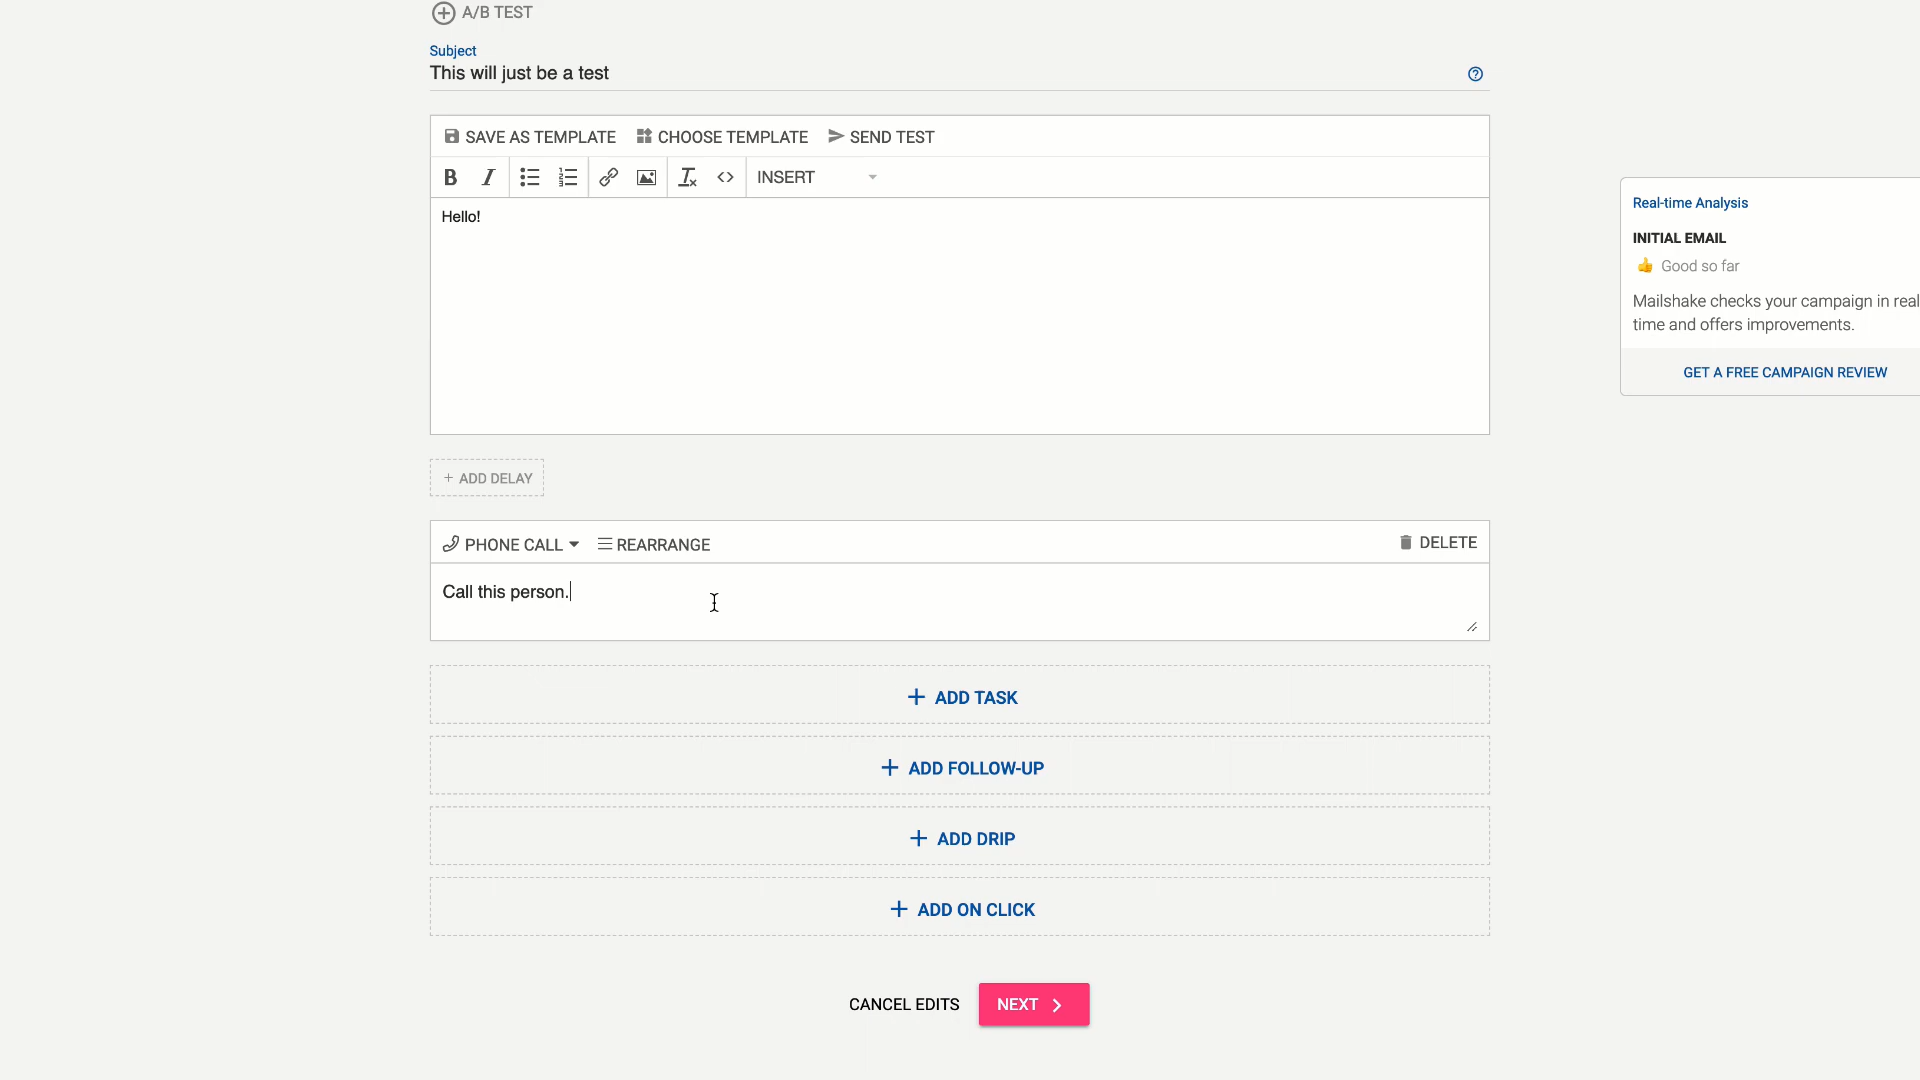 A/B TEST
Subject
This will just be a test
SAVE AS TEMPLATE CHOOSE TEMPLATE SEND TEST
B I INSERT
Hello!
Real-time Analysis
INITIAL EMAIL
Good so far
Mailshake checks your campaign in real
time and offers improvements.
GET A FREE CAMPAIGN REVIEW
+ ADD DELAY
PHONE CALL REARRANGE DELETE
Call this person.
+ ADD TASK
+ ADD FOLLOW-UP
+ ADD DRIP
+ ADD ON CLICK
CANCEL EDITS NEXT